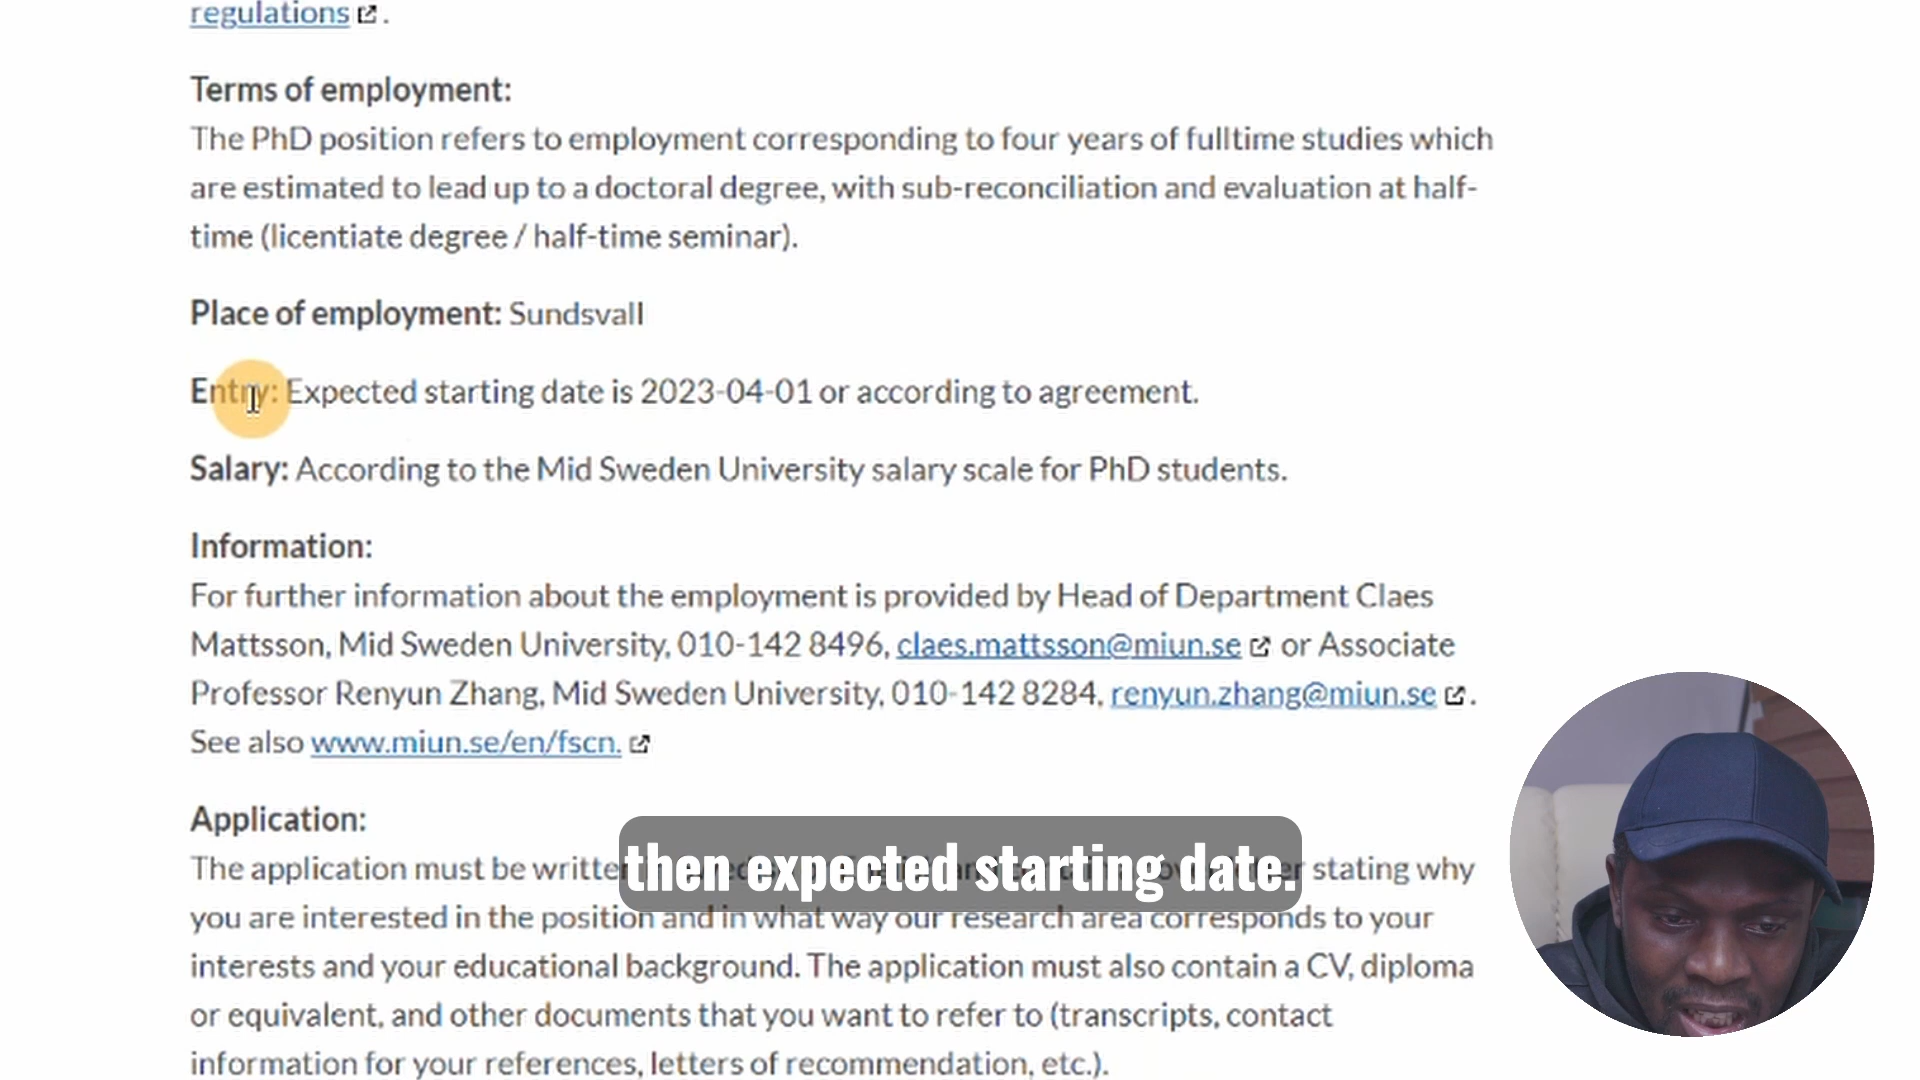 regulations .
Terms of employment:
The PhD position refers to employment corresponding to four years of fulltime studies which
are estimated to lead up to a doctoral degree, with sub-reconciliation and evaluation at half-
time (licentiate degree / half-time seminar).
Place of employment: Sundsvall
Entry: Expected starting date is 2023-04-01 or according to agreement.
Salary: According to the Mid Sweden University salary scale for PhD students.
Information:
For further information about the employment is provided by Head of Department Claes
Mattsson, Mid Sweden University, 010-142 8496, claes.mattsson@miun.se or Associate
Professor Renyun Zhang, Mid Sweden University, 010-142 8284, renyun.zhang@miun.se .
See also www.miun.se/en/fscn.
Application:
The application must be written stating why
then expected starting date.
you are interested in the position and in what way our research area corresponds to your
interests and your educational background. The application must also contain a CV, diploma
or equivalent, and other documents that you want to refer to (transcripts, contact
information for your references, letters of recommendation, etc.).